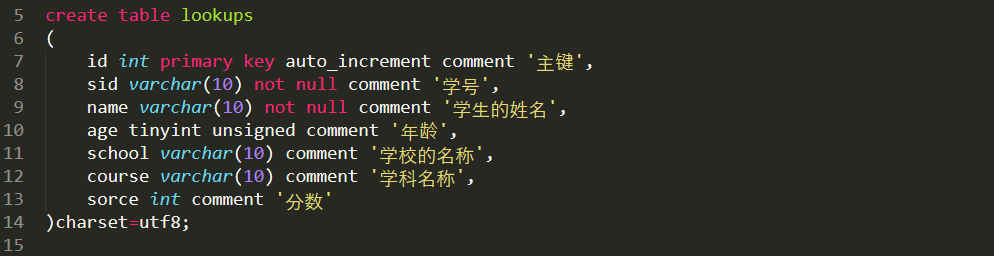 5 create table lookups
6 (
7 id int primary key auto_increment comment '主键',
8 sid varchar(10) not null comment '学号',
9 name varchar(10) not null comment '学生的姓名',
10 age tinyint unsigned comment '年龄',
11 school varchar(10) comment '学校的名称',
12 course varchar(10) comment '学科名称',
13 sorce int comment '分数'
14 )charset=utf8;
15